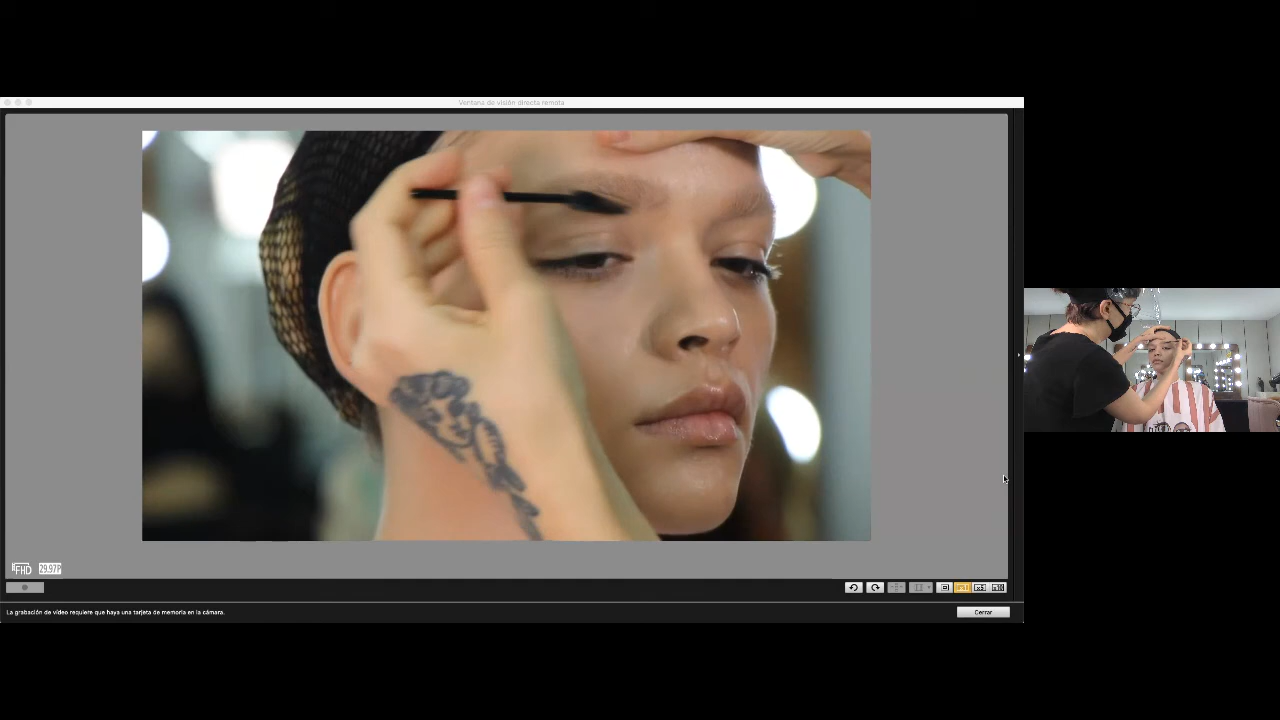 Ventana de visión directa remota
FHD 29.97P
La grabación de vídeo requiere que haya una tarjeta de memoria en la cámara.
Cerrar